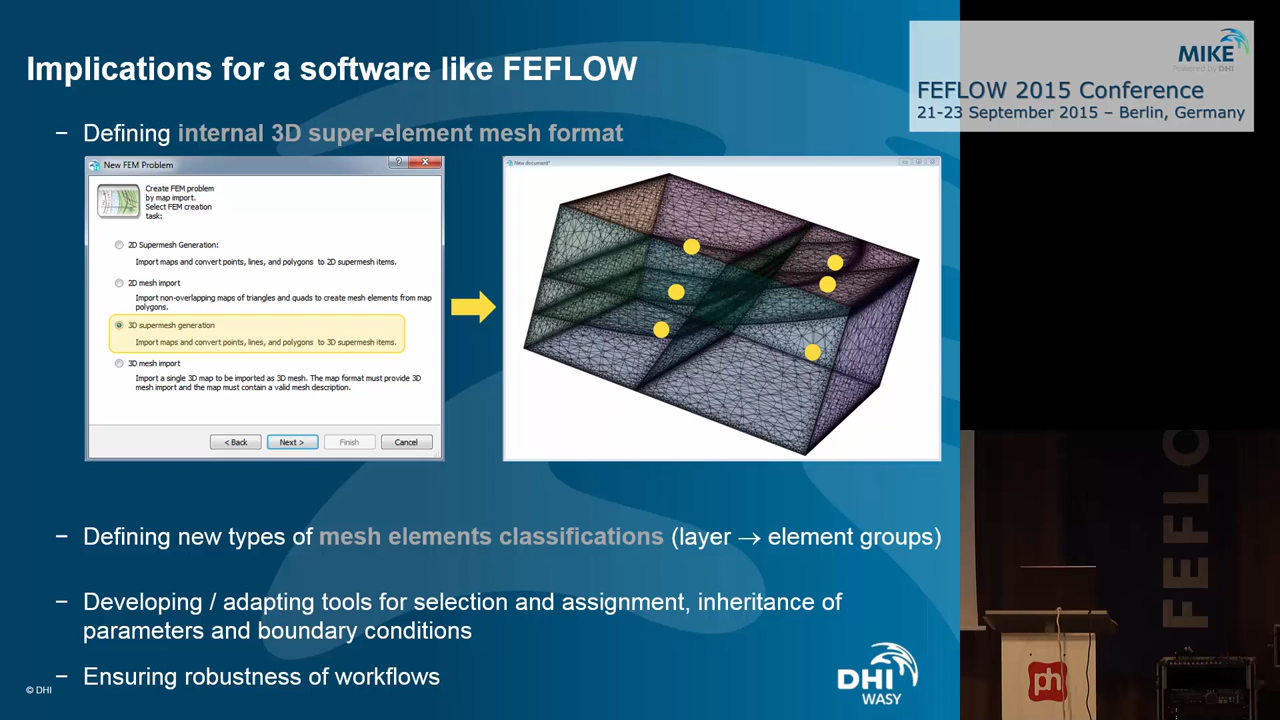 Implications for a software like FEFLOW
MIKE
Powered by DHI
FEFLOW 2015 Conference
21-23 September 2015 – Berlin, Germany
− Defining internal 3D super-element mesh format
New FEM Problem
Create FEM problem
by map import.
Select FEM creation
task:
2D Supermesh Generation:
Import maps and convert points, lines, and polygons to 2D supermesh items.
2D mesh import
Import non-overlapping maps of triangles and quads to create mesh elements from map
polygons.
3D supermesh generation
Import maps and convert points, lines, and polygons to 3D supermesh items.
3D mesh import
Import a single 3D map to be imported as 3D mesh. The map format must provide 3D
mesh import and the map must contain a valid mesh description.
< Back
Next >
Finish
Cancel
New document*
− Defining new types of mesh elements classifications (layer → element groups)
− Developing / adapting tools for selection and assignment, inheritance of
parameters and boundary conditions
− Ensuring robustness of workflows
© DHI
DHI
WASY
FEFLO
ph